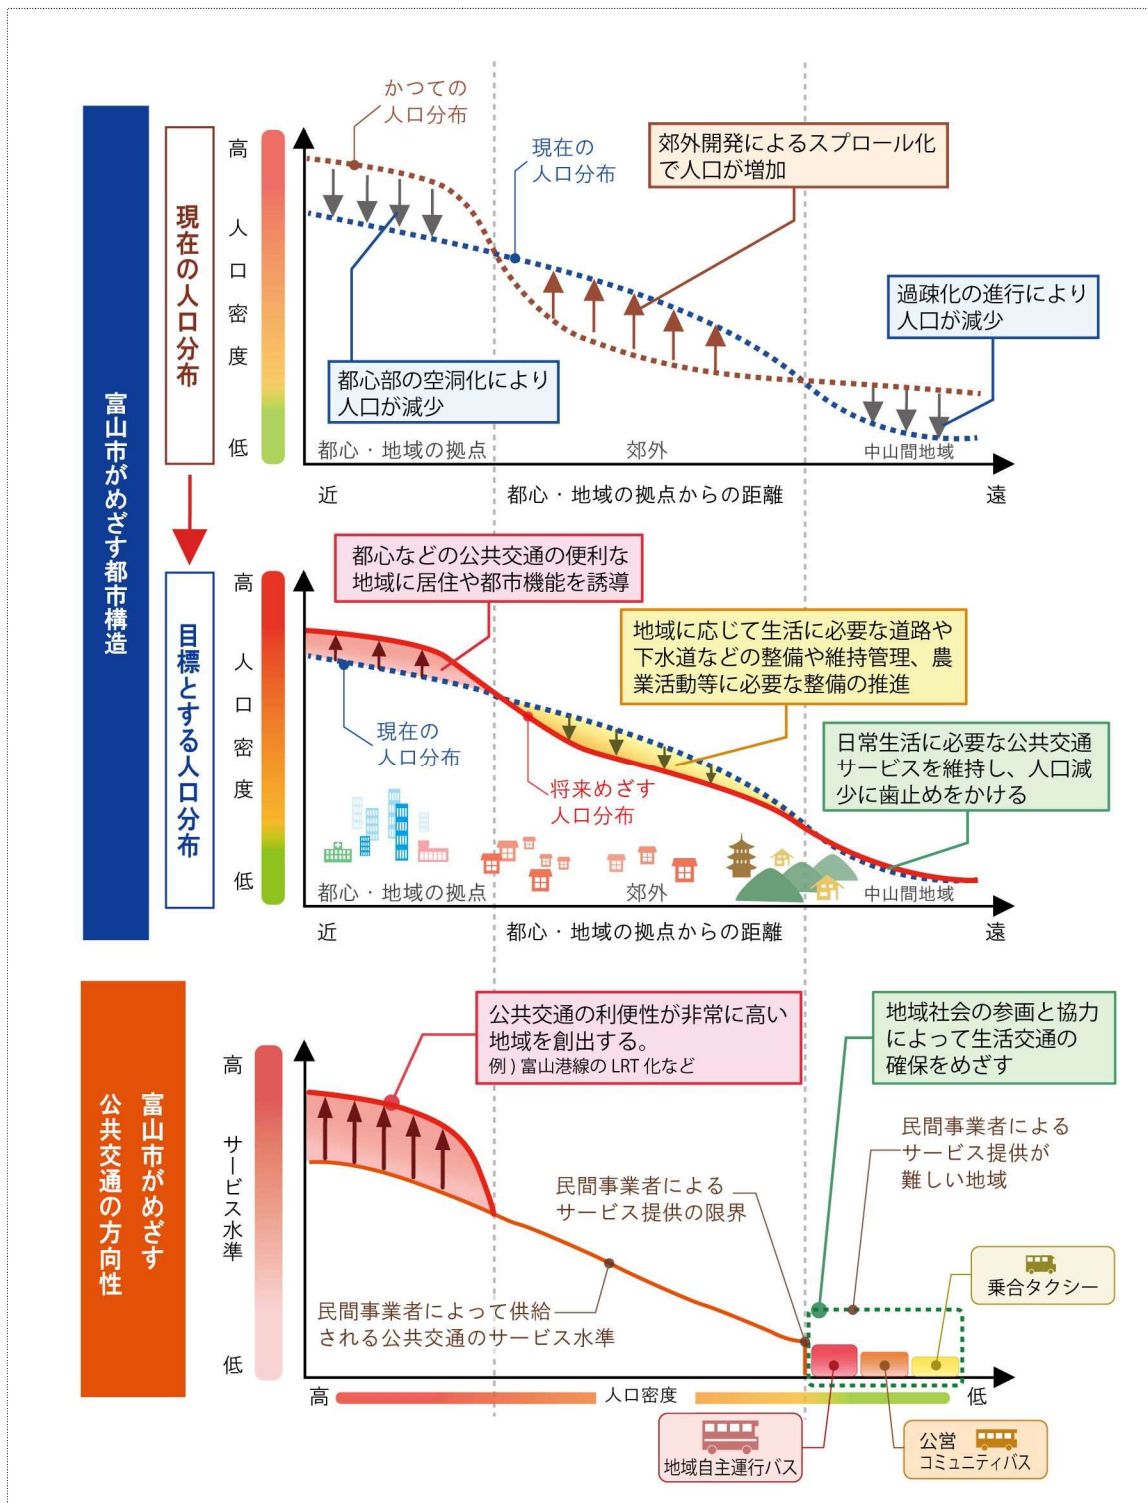 富山市がめざす都市構造
現在の人口分布
高
人口密度
低
かつての
人口分布
現在の
人口分布
郊外開発によるスプロール化
で人口が増加
過疎化の進行により
人口が減少
都心部の空洞化により
人口が減少
都心・地域の拠点
郊外
中山間地域
近
都心・地域の拠点からの距離
遠
目標とする人口分布
高
人口密度
低
都心などの公共交通の便利な
地域に居住や都市機能を誘導
地域に応じて生活に必要な道路や
下水道などの整備や維持管理、農
業活動等に必要な整備の推進
日常生活に必要な公共交通
サービスを維持し、人口減
少に歯止めをかける
現在の
人口分布
将来めざす
人口分布
都心・地域の拠点
郊外
中山間地域
近
都心・地域の拠点からの距離
遠
富山市がめざす
公共交通の方向性
高
サービス水準
低
公共交通の利便性が非常に高い
地域を創出する。
例）富山港線の LRT 化など
地域社会の参画と協力
によって生活交通の
確保をめざす
民間事業者による
サービス提供が
難しい地域
民間事業者による
サービス提供の限界
乗合タクシー
民間事業者によって供給
される公共交通のサービス水準
高
人口密度
低
地域自主運行バス
公営
コミュニティバス